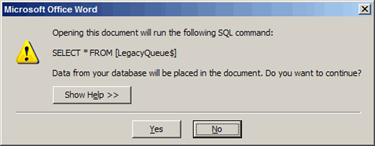 Microsoft Office Word
Opening this document will run the following SQL command:
SELECT * FROM [LegacyQueue$]
Data from your database will be placed in the document. Do you want to continue?
Show Help >>
Yes
No